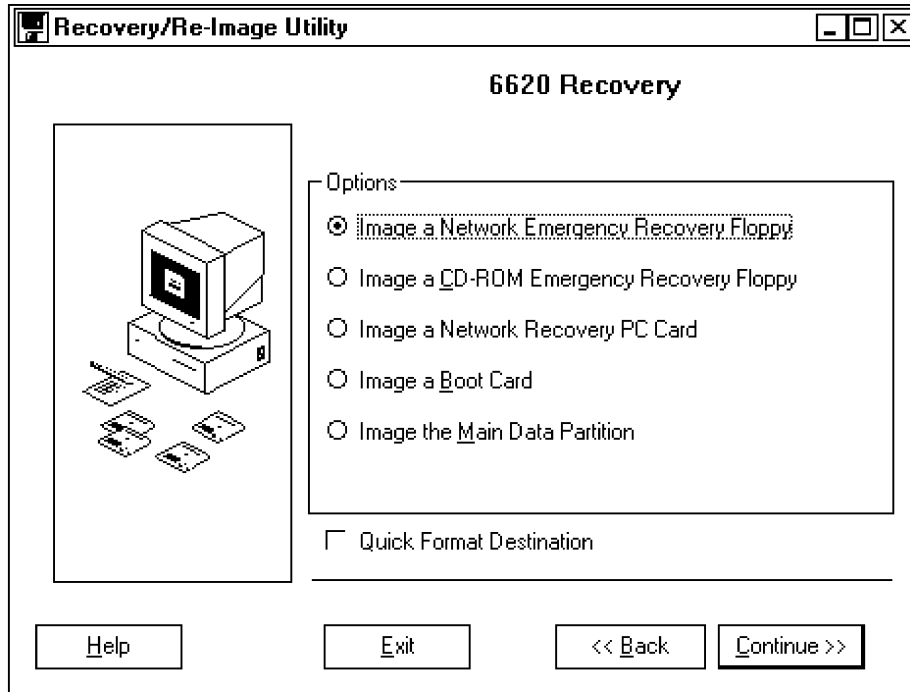 Recovery/Re-Image Utility
6620 Recovery
Options
Image a Network Emergency Recovery Floppy
Image a CD-ROM Emergency Recovery Floppy
Image a Network Recovery PC Card
Image a Boot Card
Image the Main Data Partition
Quick Format Destination
Help
Exit
<< Back
Continue >>